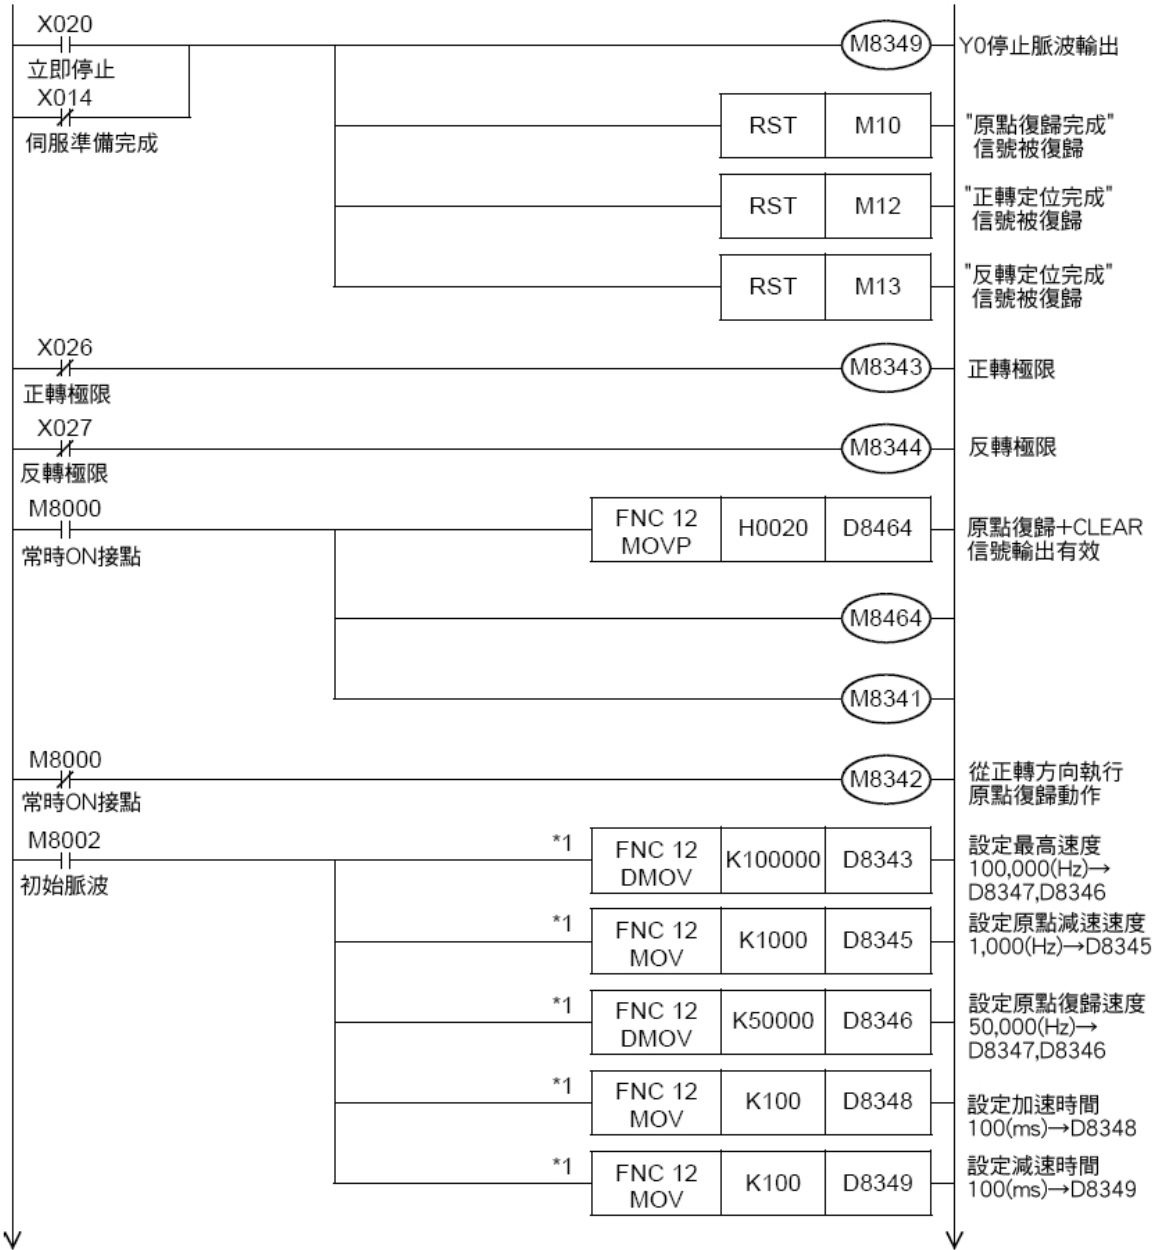 X020
立即停止
M8349
Y0停止脈波輸出
X014
伺服準備完成
RST M10
"原點復歸完成"
信號被復歸
RST M12
"正轉定位完成"
信號被復歸
RST M13
"反轉定位完成"
信號被復歸
X026
正轉極限
M8343
正轉極限
X027
反轉極限
M8344
反轉極限
M8000
常時ON接點
FNC 12
MOVP
H0020 D8464
原點復歸+CLEAR
信號輸出有效
M8464
M8341
M8000
常時ON接點
M8342
從正轉方向執行
原點復歸動作
M8002
初始脈波
*1
FNC 12
DMOV
K100000 D8343
設定最高速度
100,000(Hz)→
D8347,D8346
*1
FNC 12
MOV
K1000 D8345
設定原點減速速度
1,000(Hz)→D8345
*1
FNC 12
DMOV
K50000 D8346
設定原點復歸速度
50,000(Hz)→
D8347,D8346
*1
FNC 12
MOV
K100 D8348
設定加速時間
100(ms)→D8348
*1
FNC 12
MOV
K100 D8349
設定減速時間
100(ms)→D8349